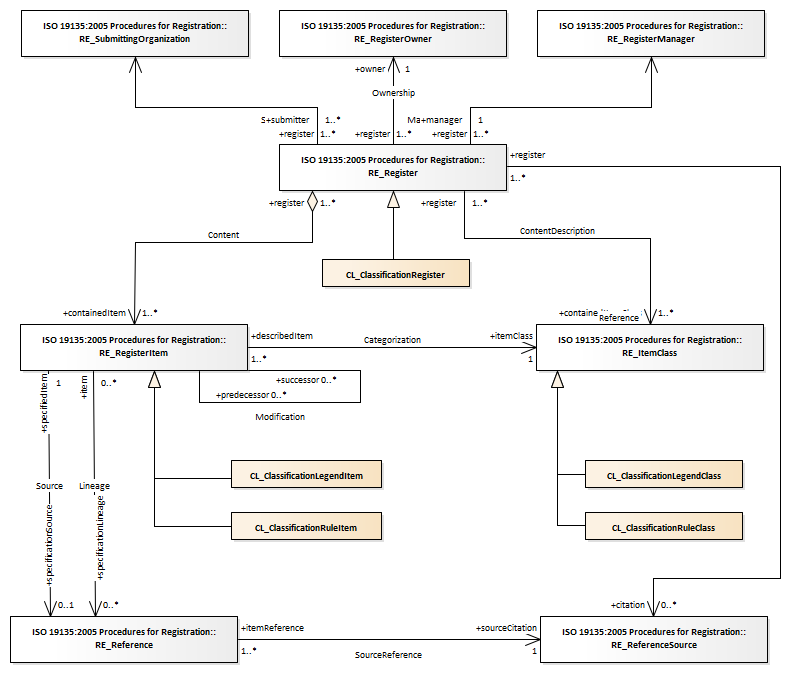 ISO 19135:2005 Procedures for Registration::
RE_SubmittingOrganization
ISO 19135:2005 Procedures for Registration::
RE_RegisterOwner
ISO 19135:2005 Procedures for Registration::
RE_RegisterManager
+owner 1
Ownership
S+submitter 1..*
Ma+manager 1
+register 1..*
+register 1..*
+register 1..*
ISO 19135:2005 Procedures for Registration::
RE_Register
+register
1..*
+register 1..*
+register 1..*
Content
ContentDescription
CL_ClassificationRegister
+containedItem 1..*
+containe
1..*
Reference
ISO 19135:2005 Procedures for Registration::
RE_RegisterItem
+describedItem
1..*
Categorization
+itemClass
1
ISO 19135:2005 Procedures for Registration::
RE_ItemClass
+specifiedItem
1
+item
0..*
+successor 0..*
+predecessor 0..*
Modification
CL_ClassificationLegendItem
CL_ClassificationLegendClass
CL_ClassificationRuleItem
CL_ClassificationRuleClass
Source
Lineage
+specificationSource
+specificationLineage
0..1
0..*
+citation 0..*
ISO 19135:2005 Procedures for Registration::
RE_Reference
+itemReference
1..*
SourceReference
+sourceCitation
1
ISO 19135:2005 Procedures for Registration::
RE_ReferenceSource